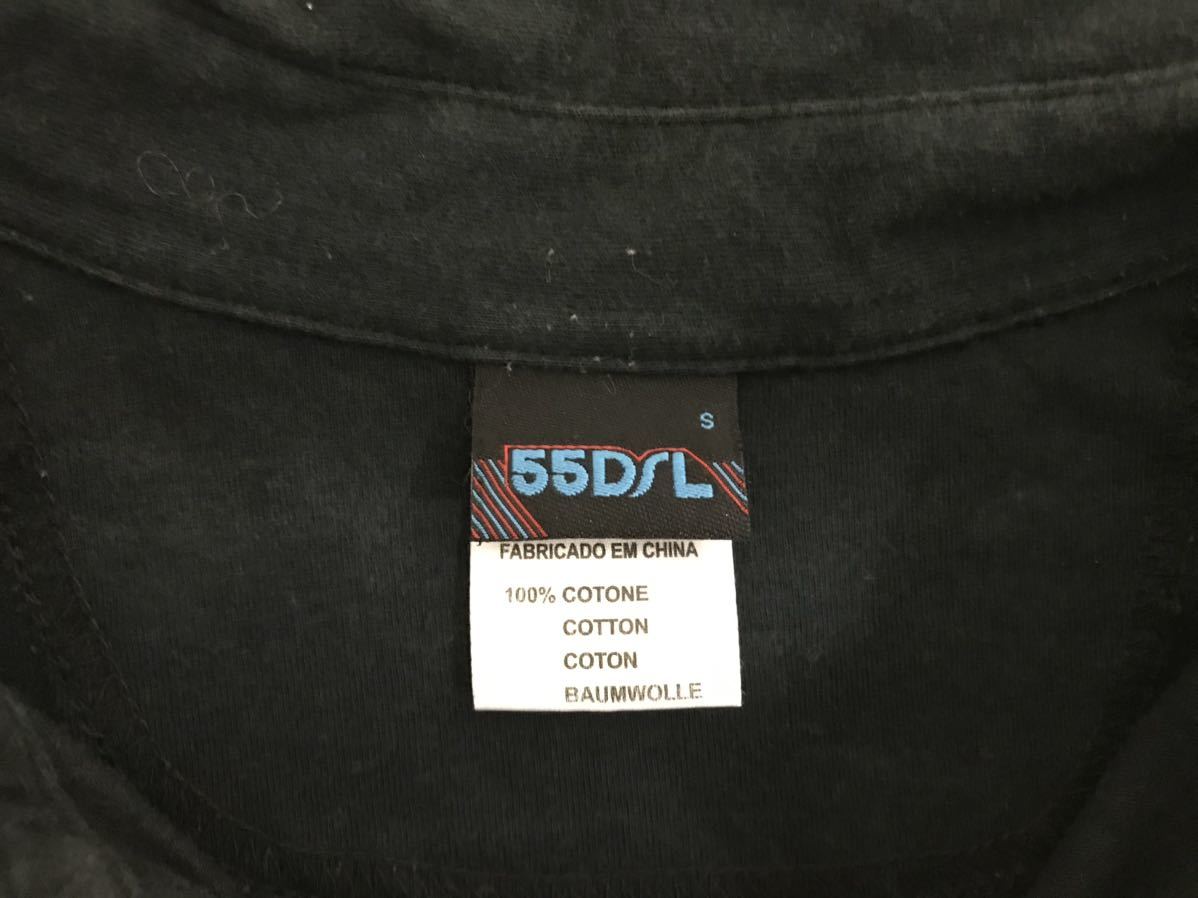 S
55DSL
FABRICADO EM CHINA
100% COTONE
COTTON
COTON
BAUMWOLLE